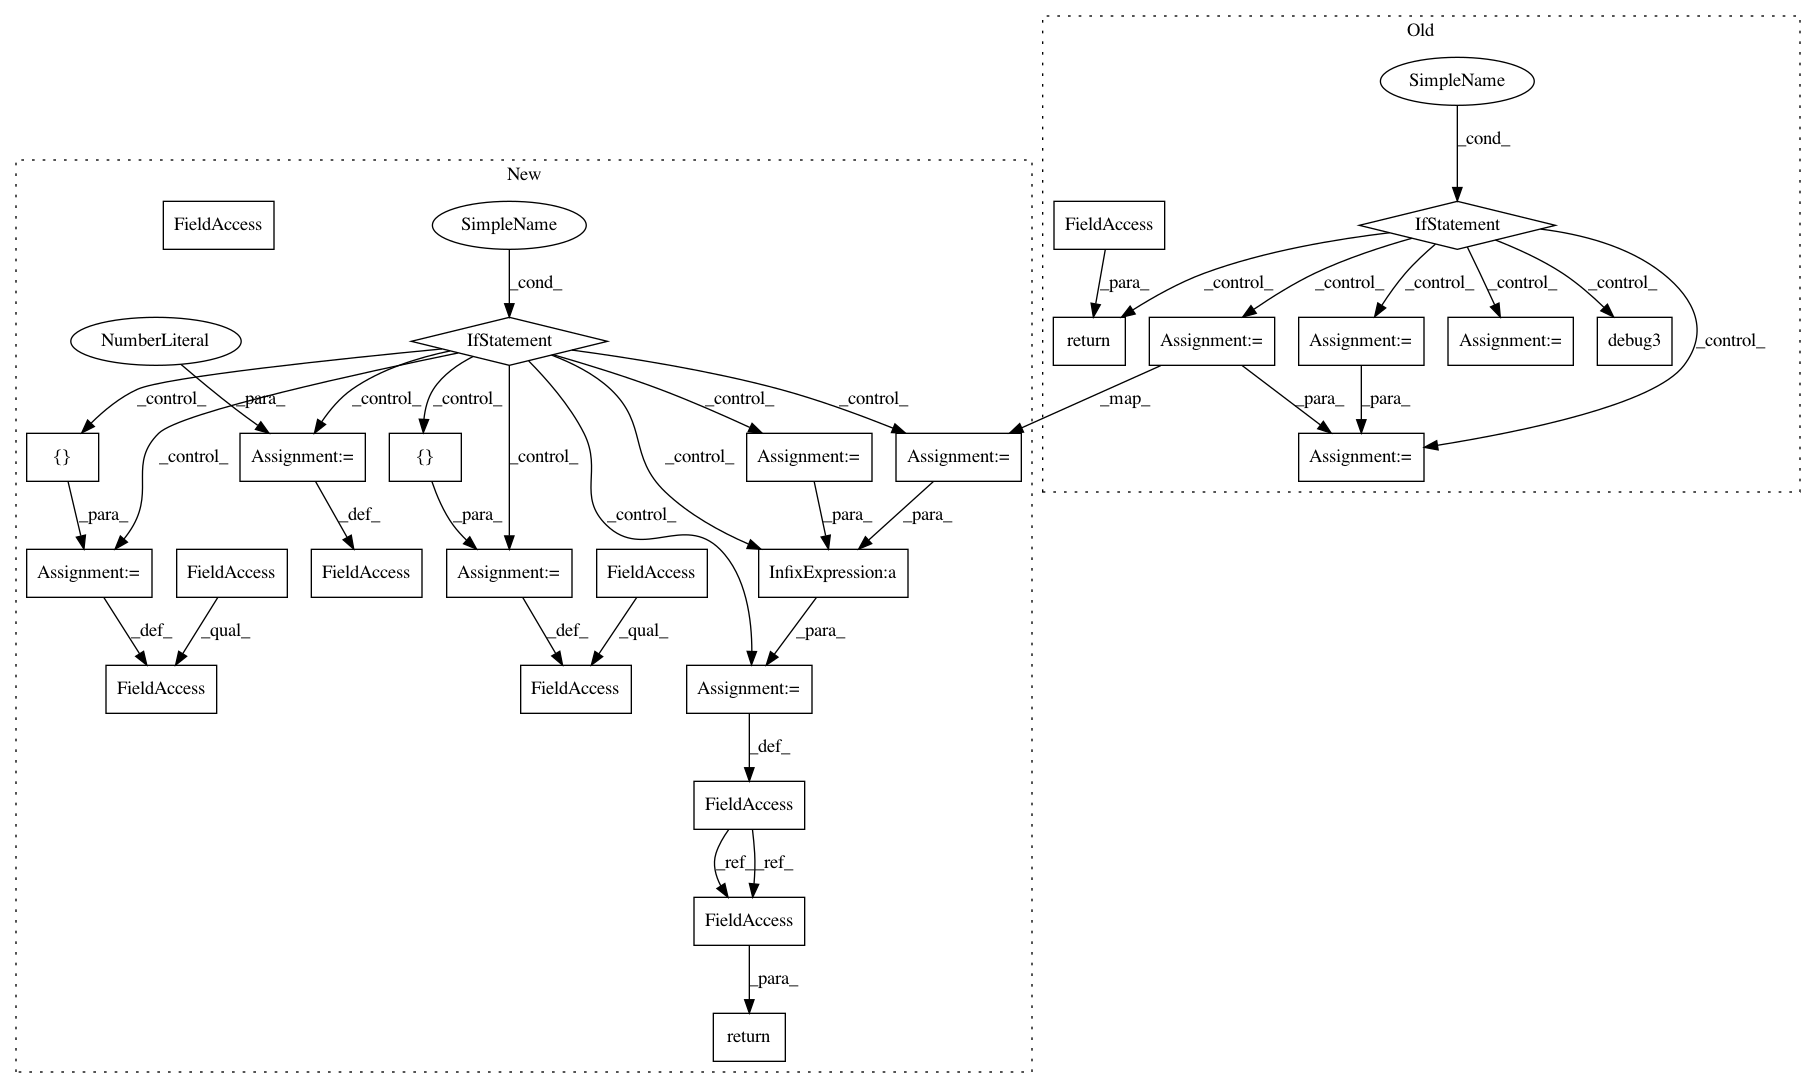 Old
SimpleName
_cond_
New
FieldAccess
SimpleName
FieldAccess
IfStatement
_cond_
_para_
_control_
_control_
_control_
_control_
_control_
NumberLiteral
IfStatement
return
Assignment:=
Assignment:=
Assignment:=
debug3
_control_
_control_
_para_
_control_
_control_
_control_
_control_
_map_
_para_
_para_
{}
Assignment:=
{}
Assignment:=
Assignment:=
Assignment:=
_para_
_control_
_def_
_para_
_control_
_control_
_control_
_para_
_para_
Assignment:=
FieldAccess
FieldAccess
Assignment:=
FieldAccess
InfixExpression:a
_def_
_qual_
_def_
_qual_
_para_
FieldAccess
FieldAccess
Assignment:=
_def_
FieldAccess
_ref_
_ref_
FieldAccess
_para_
return